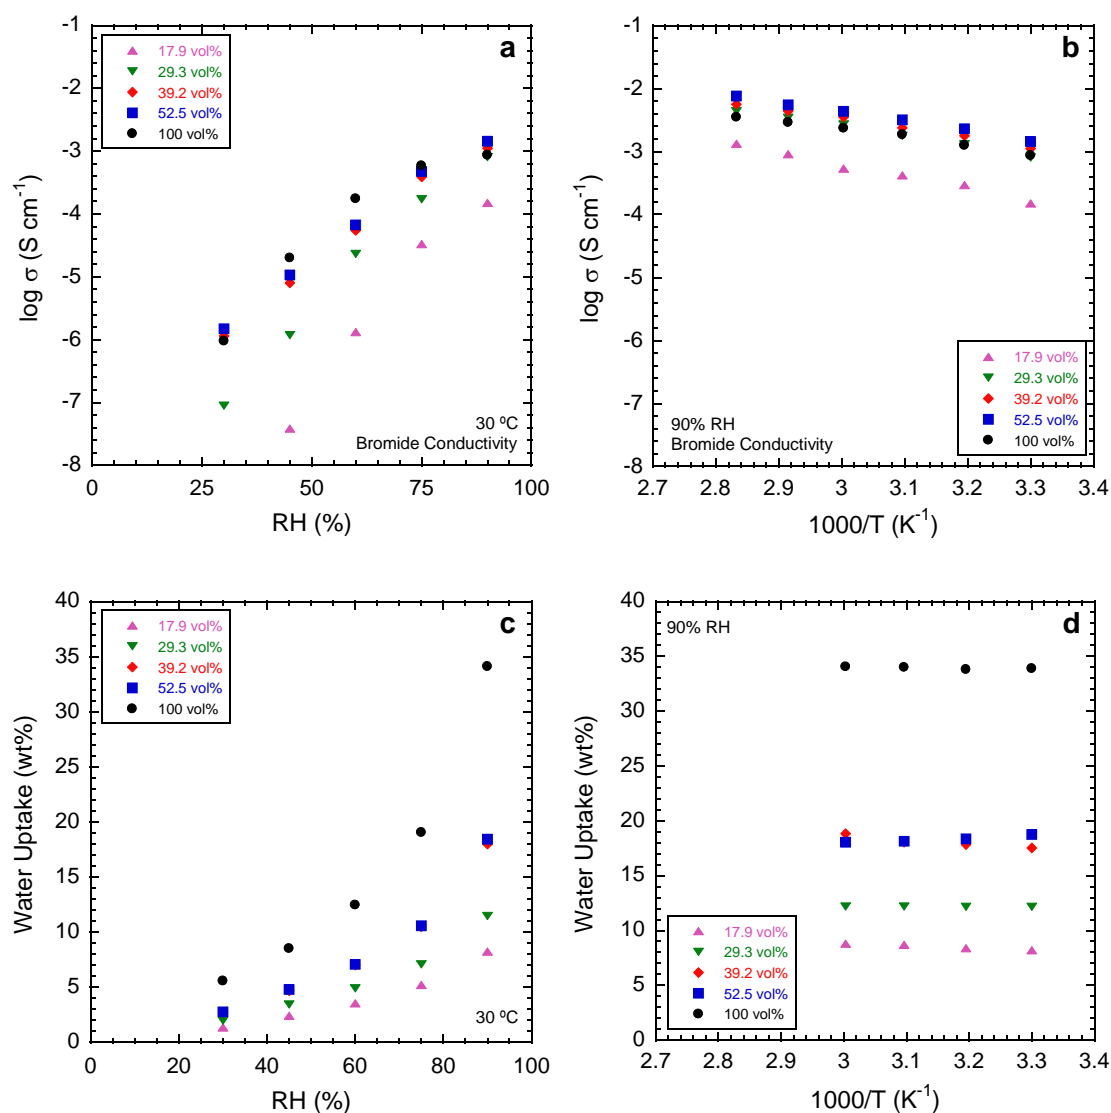 a
17.9 vol%
29.3 vol%
39.2 vol%
52.5 vol%
100 vol%
-1
-2
-3
-4
-5
-6
-7
-8
log σ (S cm⁻¹)
30 ºC
Bromide Conductivity
0 25 50 75 100
RH (%)
b
-1
-2
-3
-4
-5
-6
-7
-8
log σ (S cm⁻¹)
17.9 vol%
29.3 vol%
39.2 vol%
52.5 vol%
100 vol%
90% RH
Bromide Conductivity
2.7 2.8 2.9 3 3.1 3.2 3.3 3.4
1000/T (K⁻¹)
c
17.9 vol%
29.3 vol%
39.2 vol%
52.5 vol%
100 vol%
40
35
30
25
20
15
10
5
0
Water Uptake (wt%)
30 ºC
0 20 40 60 80 100
RH (%)
d
90% RH
40
35
30
25
20
15
10
5
0
Water Uptake (wt%)
17.9 vol%
29.3 vol%
39.2 vol%
52.5 vol%
100 vol%
2.7 2.8 2.9 3 3.1 3.2 3.3 3.4
1000/T (K⁻¹)